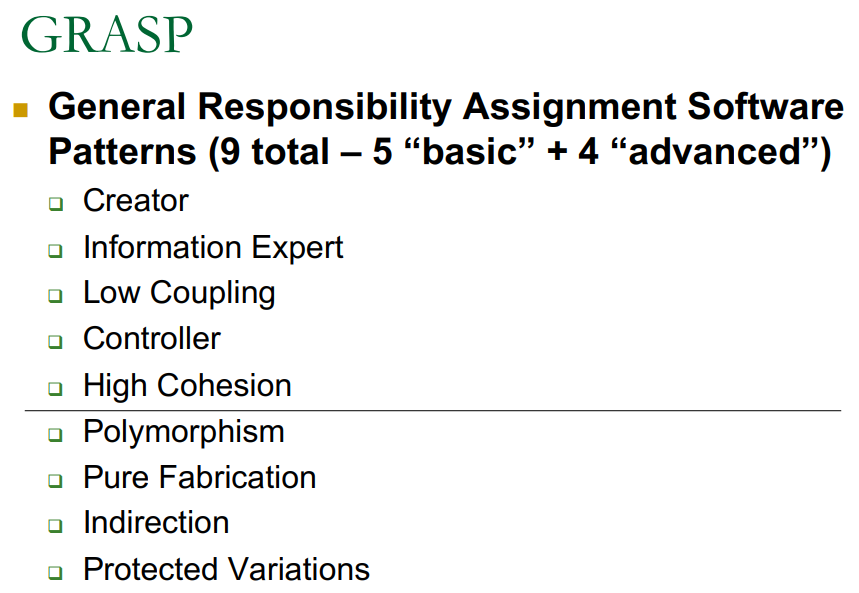 GRASP
General Responsibility Assignment Software
Patterns (9 total – 5 “basic” + 4 “advanced”)
Creator
Information Expert
Low Coupling
Controller
High Cohesion
Polymorphism
Pure Fabrication
Indirection
Protected Variations